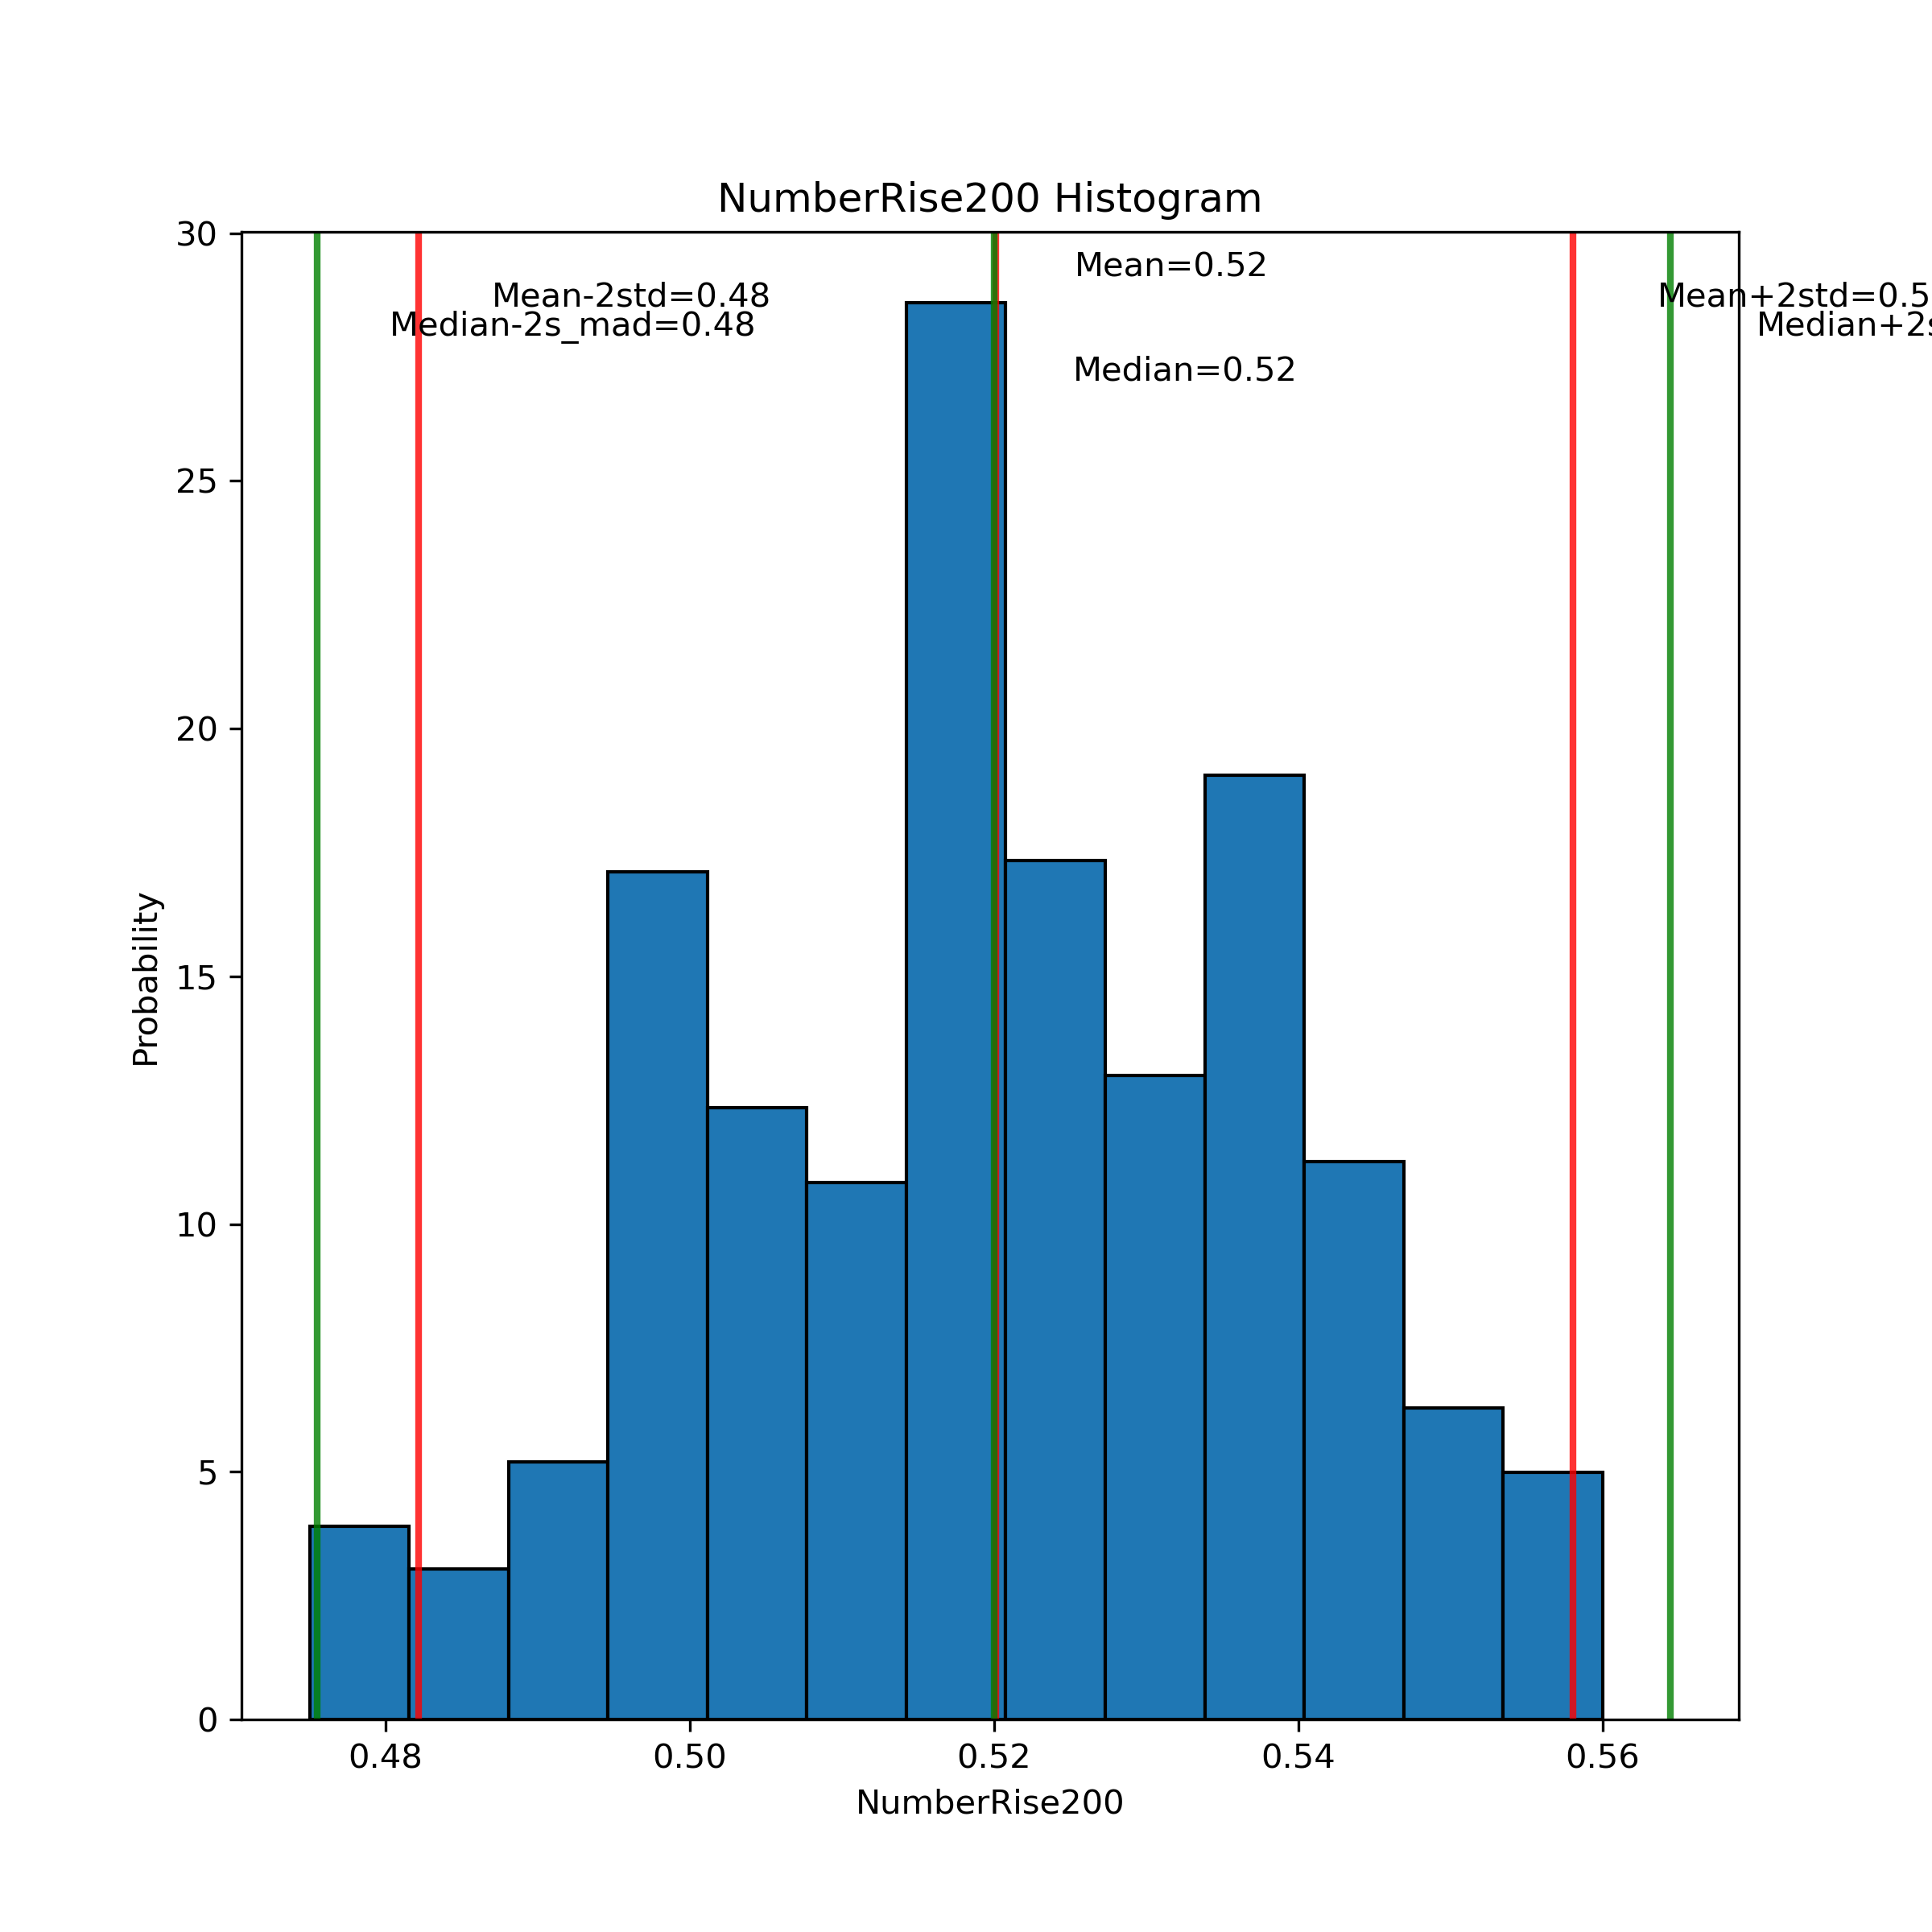 NumberRise200 Histogram
30
Mean=0.52
Mean-2std=0.48
Mean+2std=0.5
Median-2s_mad=0.48
Median+2s
Median=0.52
25
20
15
10
5
0
Probability
0.48 0.50 0.52 0.54 0.56
NumberRise200